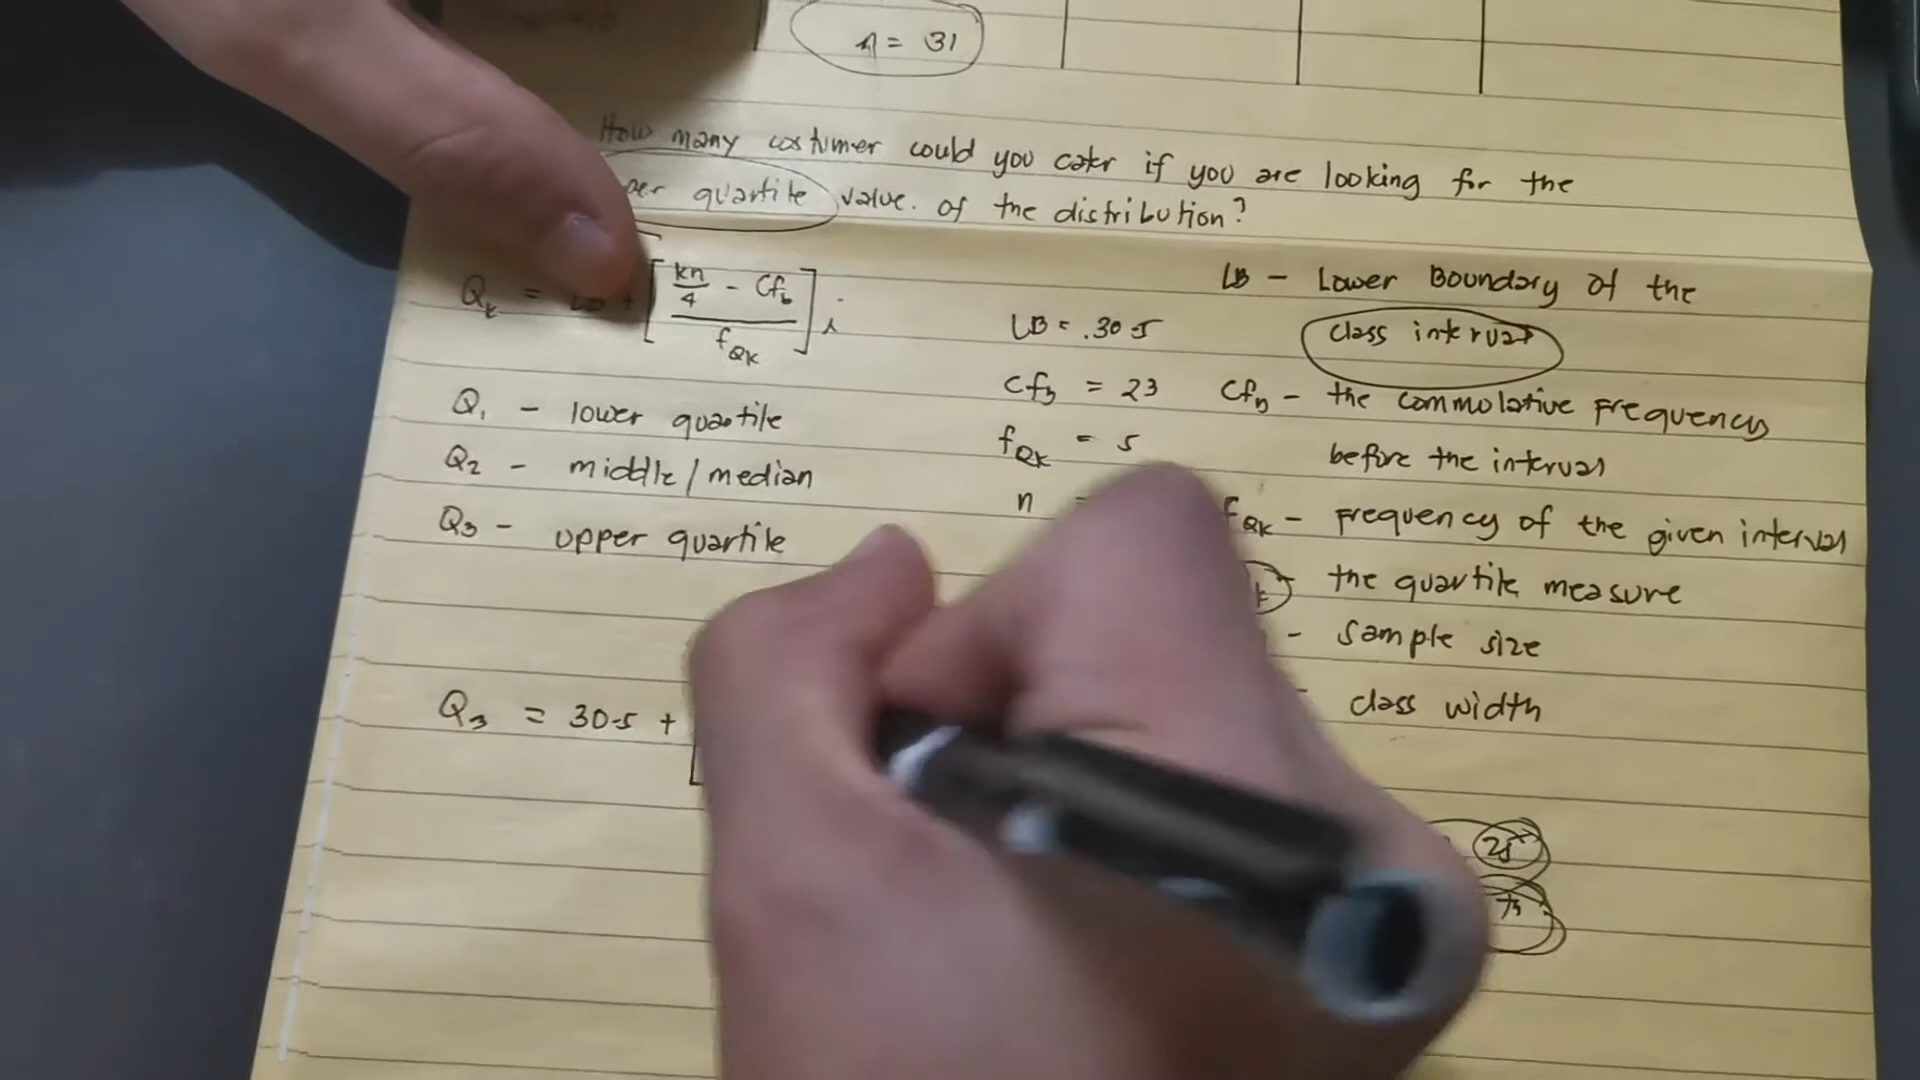 n = 31
How many costumer could you cater if you are looking for the
quartile value. of the distribution?
Qk = LB + [ kn/4 - Cfb / fQk ] i
LB = .30.5
Cfb = 23
fQk = 5
n =
LB - Lower Boundary of the
class interval
Cfb - the commolative frequency
before the interval
fQk - frequency of the given interval
k - the quartile measure
- sample size
class width
Q1 - lower quartile
Q2 - middle / median
Q3 - upper quartile
Q3 = 30.5 + [
25
75